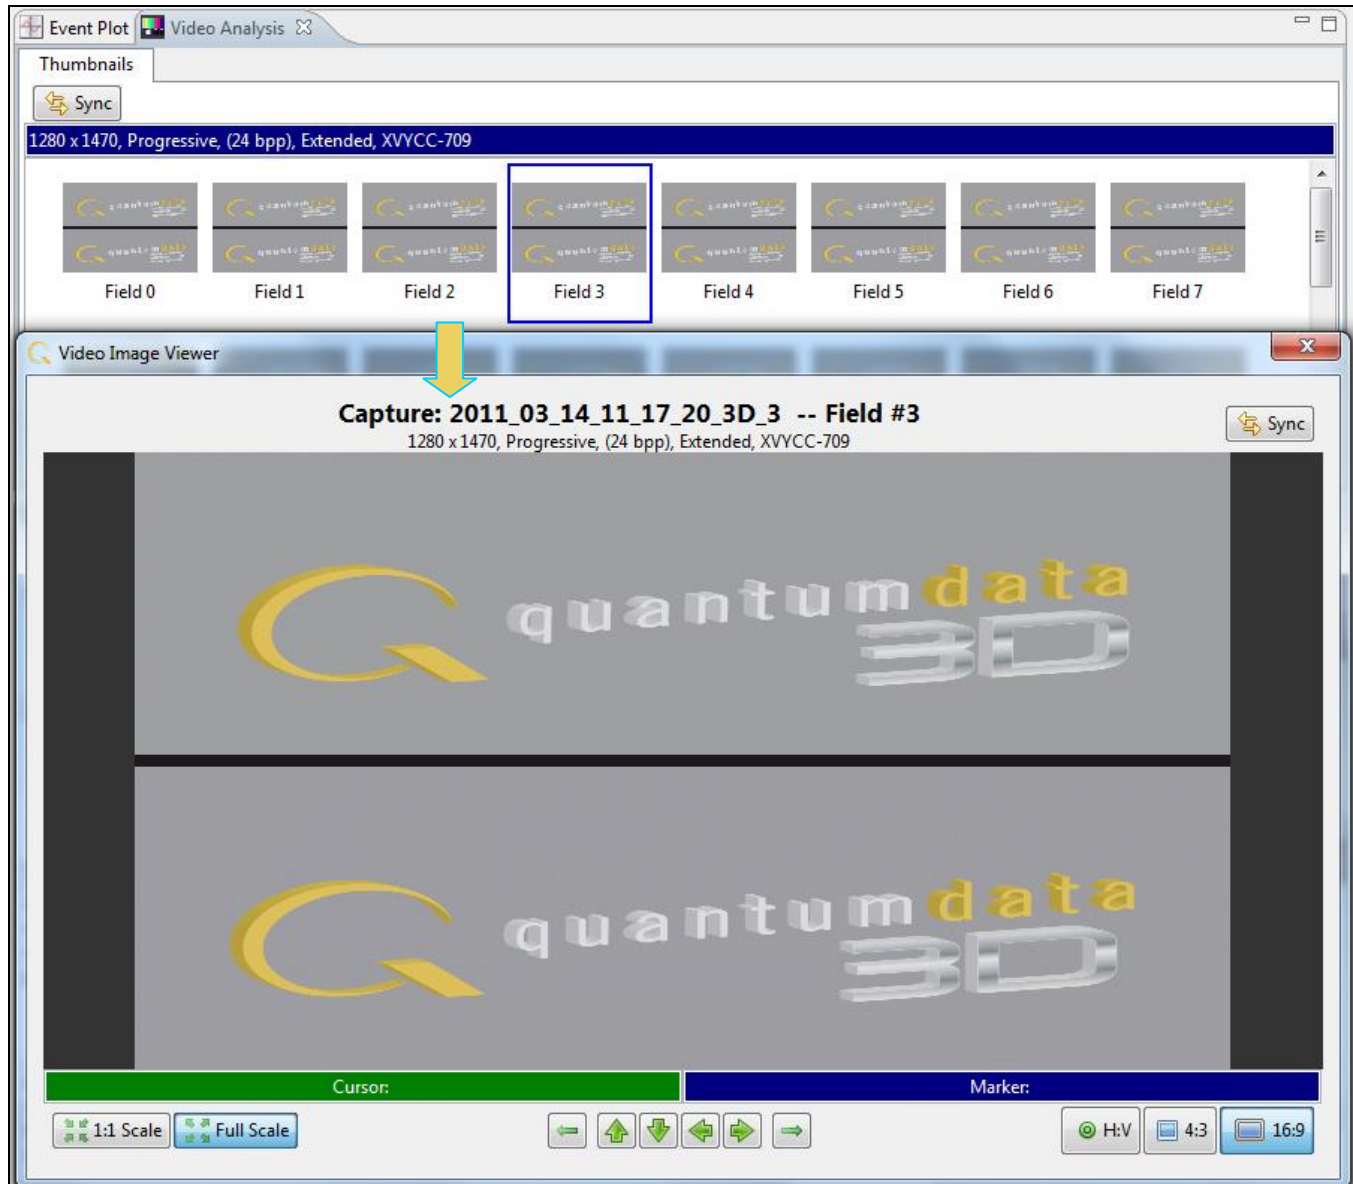 Event Plot Video Analysis
Thumbnails
Sync
1280 x 1470, Progressive, (24 bpp), Extended, XVYCC-709
Field 0 Field 1 Field 2 Field 3 Field 4 Field 5 Field 6 Field 7
Video Image Viewer
Capture: 2011_03_14_11_17_20_3D_3 -- Field #3
Sync
1280 x 1470, Progressive, (24 bpp), Extended, XVYCC-709
quantumdata
3D
quantumdata
3D
Cursor: Marker:
1:1 Scale Full Scale H:V 4:3 16:9